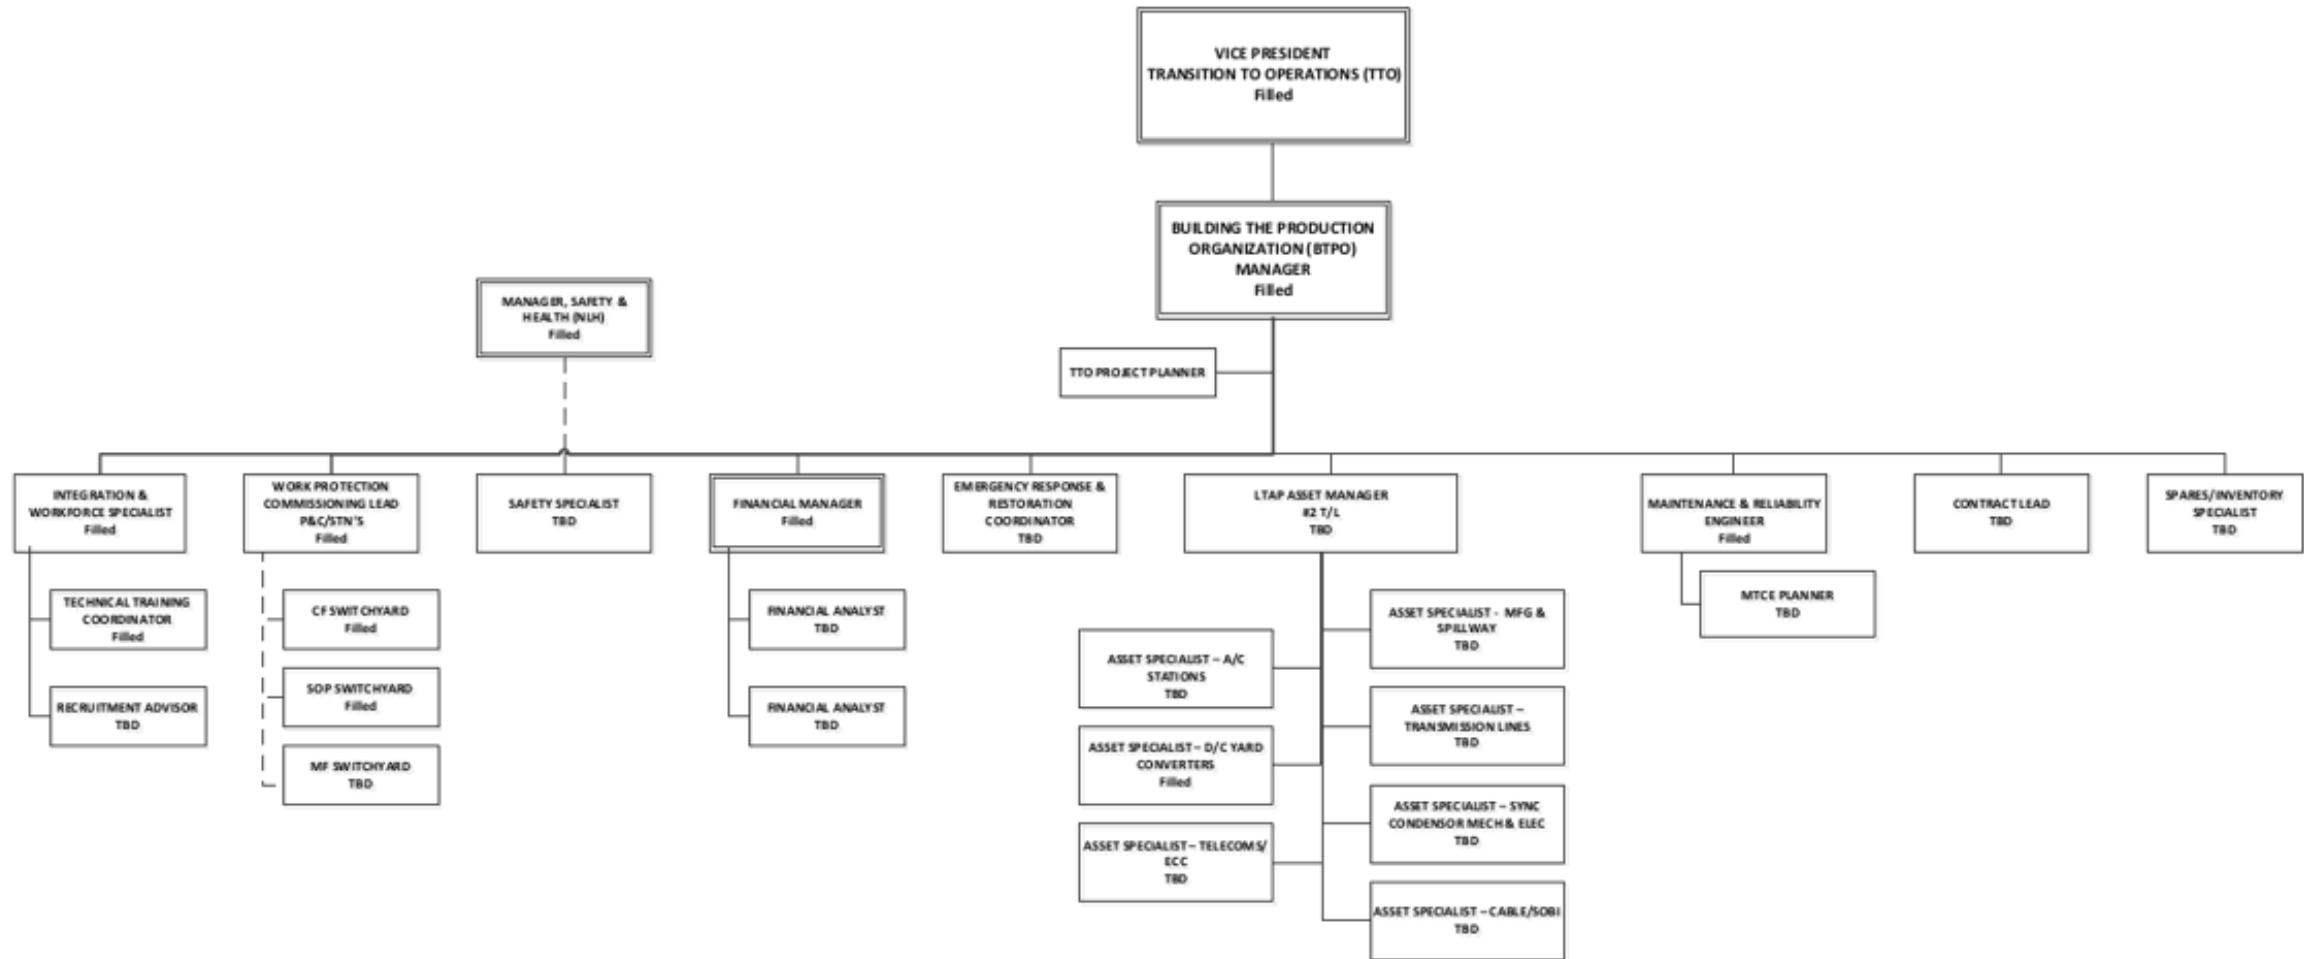 VICE PRESIDENT
TRANSITION TO OPERATIONS (TTO)
Filled
BUILDING THE PRODUCTION
ORGANIZATION (BTPO)
MANAGER
Filled
MANAGER, SAFETY &
HEALTH (NLH)
Filled
TTO PROJECT PLANNER
INTEGRATION &
WORKFORCE SPECIALIST
Filled
WORK PROTECTION
COMMISSIONING LEAD
P&C/STN'S
Filled
SAFETY SPECIALIST
TBD
FINANCIAL MANAGER
Filled
EMERGENCY RESPONSE &
RESTORATION
COORDINATOR
TBD
LTAP ASSET MANAGER
#2 T/L
TBD
MAINTENANCE & RELIABILITY
ENGINEER
Filled
CONTRACT LEAD
TBD
SPARES/INVENTORY
SPECIALIST
TBD
TECHNICAL TRAINING
COORDINATOR
Filled
RECRUITMENT ADVISOR
TBD
CF SWITCHYARD
Filled
SOP SWITCHYARD
Filled
MF SWITCHYARD
TBD
FINANCIAL ANALYST
TBD
FINANCIAL ANALYST
TBD
ASSET SPECIALIST – A/C
STATIONS
TBD
ASSET SPECIALIST – D/C YARD
CONVERTERS
Filled
ASSET SPECIALIST – TELECOMS/
ECC
TBD
ASSET SPECIALIST - MFG &
SPILLWAY
TBD
ASSET SPECIALIST –
TRANSMISSION LINES
TBD
ASSET SPECIALIST – SYNC
CONDENSOR MECH & ELEC
TBD
ASSET SPECIALIST – CABLE/SOBI
TBD
MTCE PLANNER
TBD